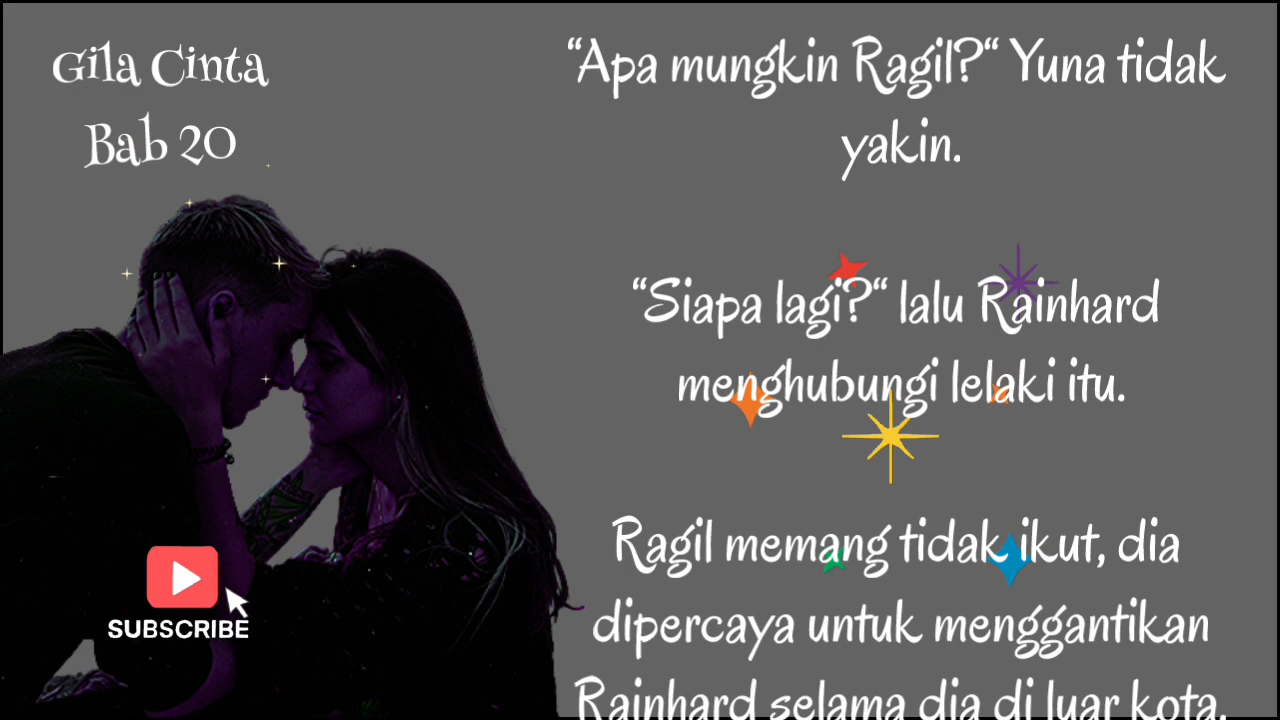 Gila Cinta
Bab 20
“Apa mungkin Ragil?“ Yuna tidak
yakin.
“Siapa lagi?“ lalu Rainhard
menghubungi lelaki itu.
Ragil memang tidak ikut, dia
dipercaya untuk menggantikan
Rainhard selama dia di luar kota.
SUBSCRIBE